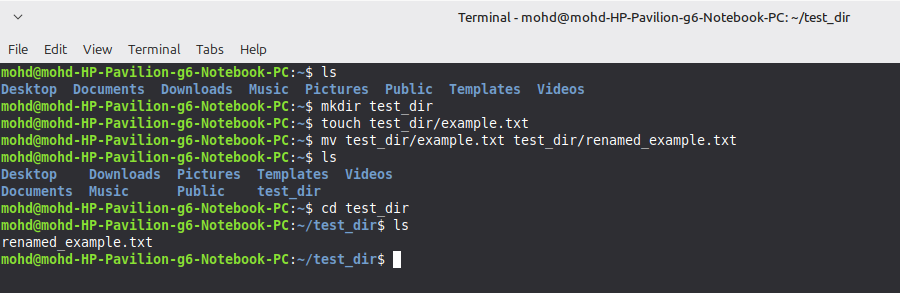 Terminal - mohd@mohd-HP-Pavilion-g6-Notebook-PC: ~/test_dir
File Edit View Terminal Tabs Help
mohd@mohd-HP-Pavilion-g6-Notebook-PC:~$ ls
Desktop  Documents  Downloads  Music  Pictures  Public  Templates  Videos
mohd@mohd-HP-Pavilion-g6-Notebook-PC:~$ mkdir test_dir
mohd@mohd-HP-Pavilion-g6-Notebook-PC:~$ touch test_dir/example.txt
mohd@mohd-HP-Pavilion-g6-Notebook-PC:~$ mv test_dir/example.txt test_dir/renamed_example.txt
mohd@mohd-HP-Pavilion-g6-Notebook-PC:~$ ls
Desktop    Downloads  Pictures  Templates  Videos
Documents  Music      Public    test_dir
mohd@mohd-HP-Pavilion-g6-Notebook-PC:~$ cd test_dir
mohd@mohd-HP-Pavilion-g6-Notebook-PC:~/test_dir$ ls
renamed_example.txt
mohd@mohd-HP-Pavilion-g6-Notebook-PC:~/test_dir$